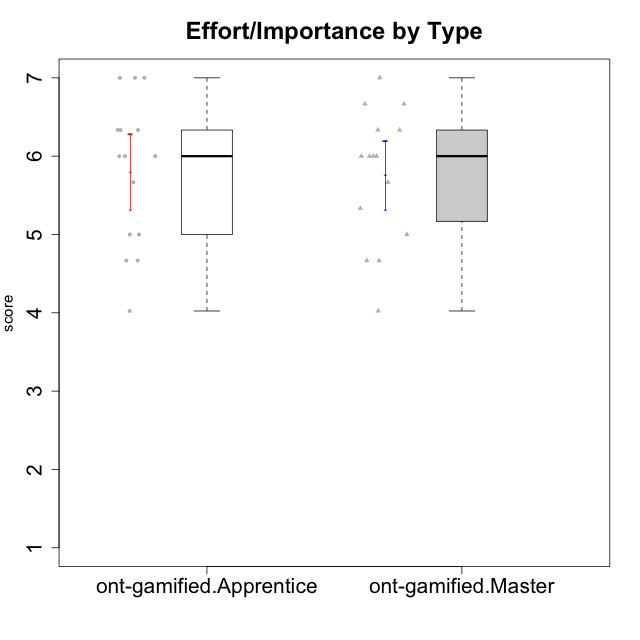 Effort/Importance by Type
score
7
6
5
4
3
2
1
ont-gamified.Apprentice
ont-gamified.Master